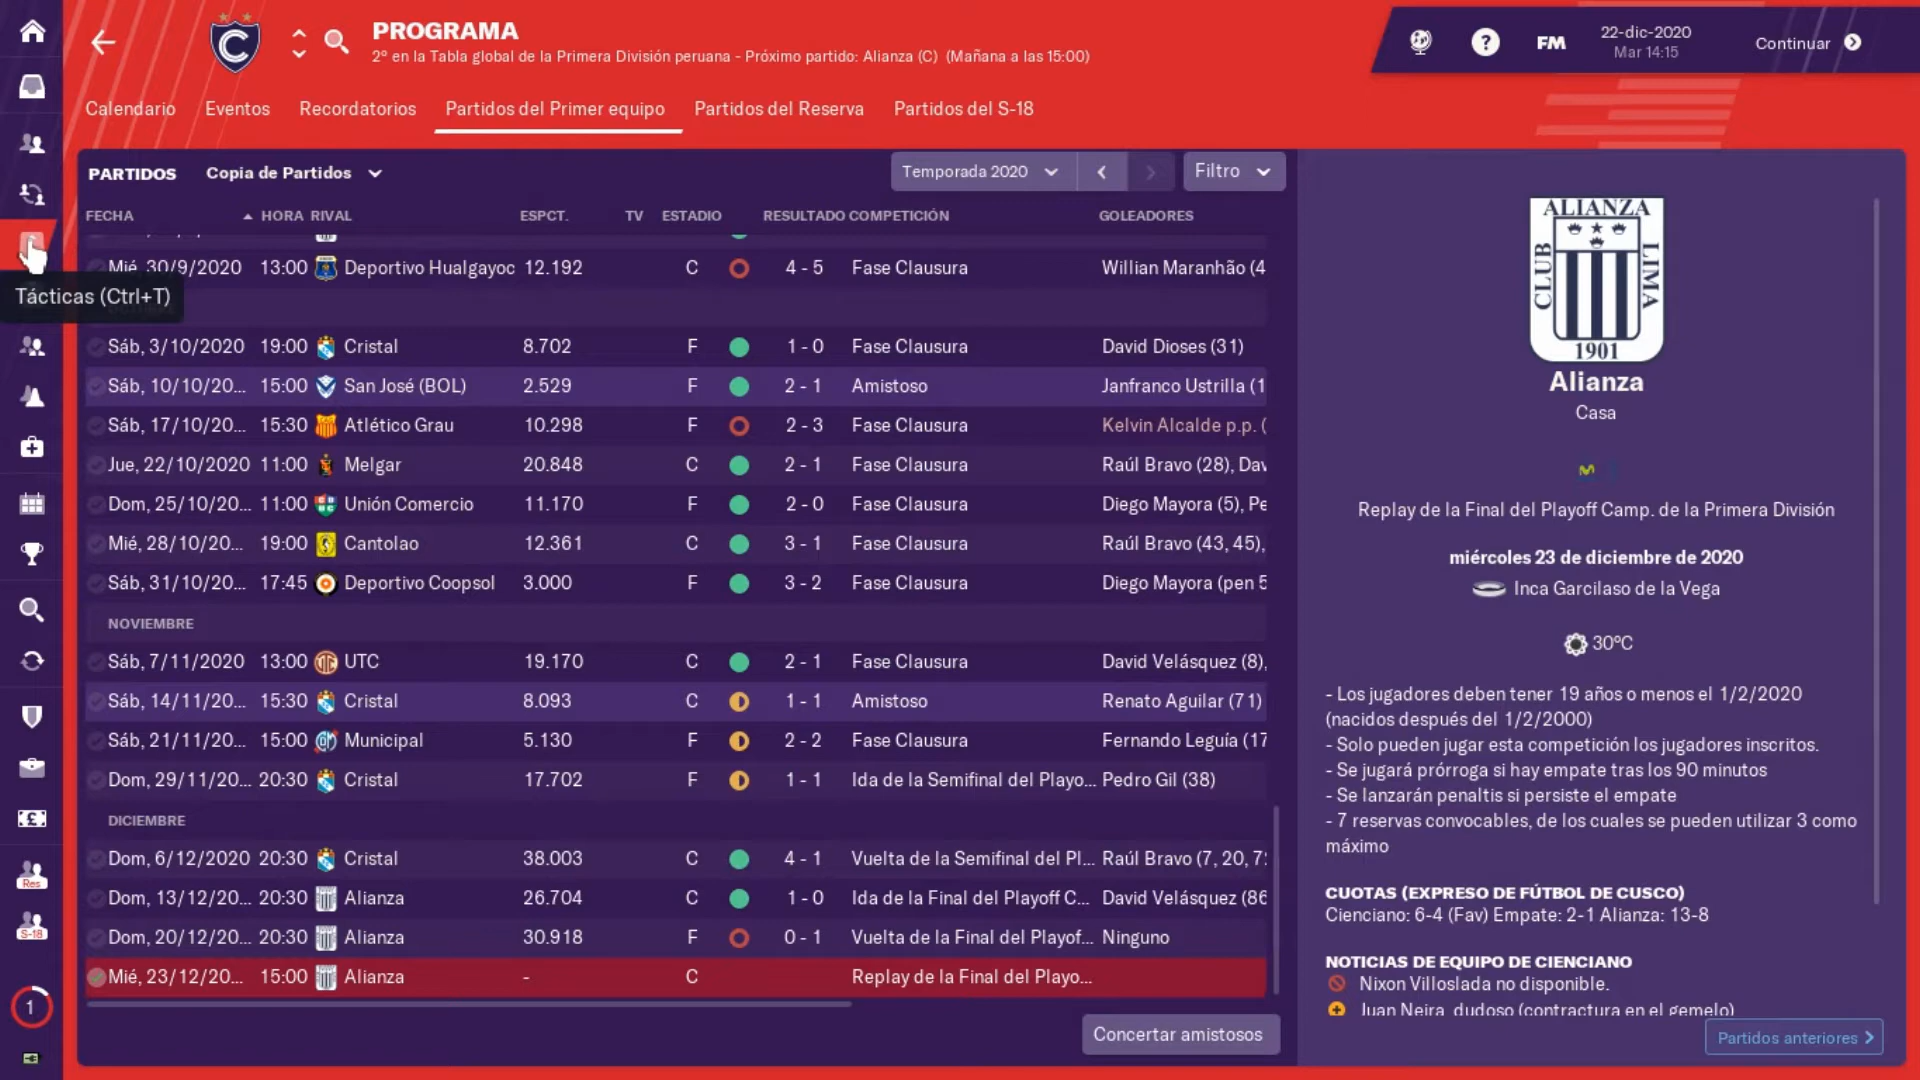 PROGRAMA
2° en la Tabla global de la Primera División peruana - Próximo partido: Alianza (C) (Mañana a las 15:00)
FM
22-dic-2020
Mar 14:15
Continuar
Calendario Eventos Recordatorios Partidos del Primer equipo Partidos del Reserva Partidos del S-18
PARTIDOS Copia de Partidos Temporada 2020 Filtro
FECHA HORA RIVAL ESPCT. TV ESTADIO RESULTADO COMPETICIÓN GOLEADORES
Mié, 30/9/2020 13:00 Deportivo Hualgayoc 12.192 C 4 - 5 Fase Clausura Willian Maranhão (4
Tácticas (Ctrl+T)
Sáb, 3/10/2020 19:00 Cristal 8.702 F 1 - 0 Fase Clausura David Dioses (31)
Sáb, 10/10/20... 15:00 San José (BOL) 2.529 F 2 - 1 Amistoso Janfranco Ustrilla (1
Sáb, 17/10/20... 15:30 Atlético Grau 10.298 F 2 - 3 Fase Clausura Kelvin Alcalde p.p. (
Jue, 22/10/2020 11:00 Melgar 20.848 C 2 - 1 Fase Clausura Raúl Bravo (28), Dav
Dom, 25/10/20... 11:00 Unión Comercio 11.170 F 2 - 0 Fase Clausura Diego Mayora (5), Pe
Mié, 28/10/20... 19:00 Cantolao 12.361 C 3 - 1 Fase Clausura Raúl Bravo (43, 45),
Sáb, 31/10/20... 17:45 Deportivo Coopsol 3.000 F 3 - 2 Fase Clausura Diego Mayora (pen 5
NOVIEMBRE
Sáb, 7/11/2020 13:00 UTC 19.170 C 2 - 1 Fase Clausura David Velásquez (8),
Sáb, 14/11/20... 15:30 Cristal 8.093 C 1 - 1 Amistoso Renato Aguilar (71)
Sáb, 21/11/20... 15:00 Municipal 5.130 F 2 - 2 Fase Clausura Fernando Leguía (17
Dom, 29/11/20... 20:30 Cristal 17.702 F 1 - 1 Ida de la Semifinal del Playo... Pedro Gil (38)
DICIEMBRE
Dom, 6/12/2020 20:30 Cristal 38.003 C 4 - 1 Vuelta de la Semifinal del Pl... Raúl Bravo (7, 20, 7
Dom, 13/12/20... 20:30 Alianza 26.704 C 1 - 0 Ida de la Final del Playoff C... David Velásquez (86
Dom, 20/12/20... 20:30 Alianza 30.918 F 0 - 1 Vuelta de la Final del Playof... Ninguno
Mié, 23/12/20... 15:00 Alianza - C Replay de la Final del Playo...
Concertar amistosos
Res
S-18
1
ALIANZA
CLUB
LIMA
1901
Alianza
Casa
Replay de la Final del Playoff Camp. de la Primera División
miércoles 23 de diciembre de 2020
Inca Garcilaso de la Vega
30°C
- Los jugadores deben tener 19 años o menos el 1/2/2020
(nacidos después del 1/2/2000)
- Solo pueden jugar esta competición los jugadores inscritos.
- Se jugará prórroga si hay empate tras los 90 minutos
- Se lanzarán penaltis si persiste el empate
- 7 reservas convocables, de los cuales se pueden utilizar 3 como
máximo
CUOTAS (EXPRESO DE FÚTBOL DE CUSCO)
Cienciano: 6-4 (Fav) Empate: 2-1 Alianza: 13-8
NOTICIAS DE EQUIPO DE CIENCIANO
Nixon Villoslada no disponible.
Juan Neira, dudoso (contractura en el gemelo)
Partidos anteriores